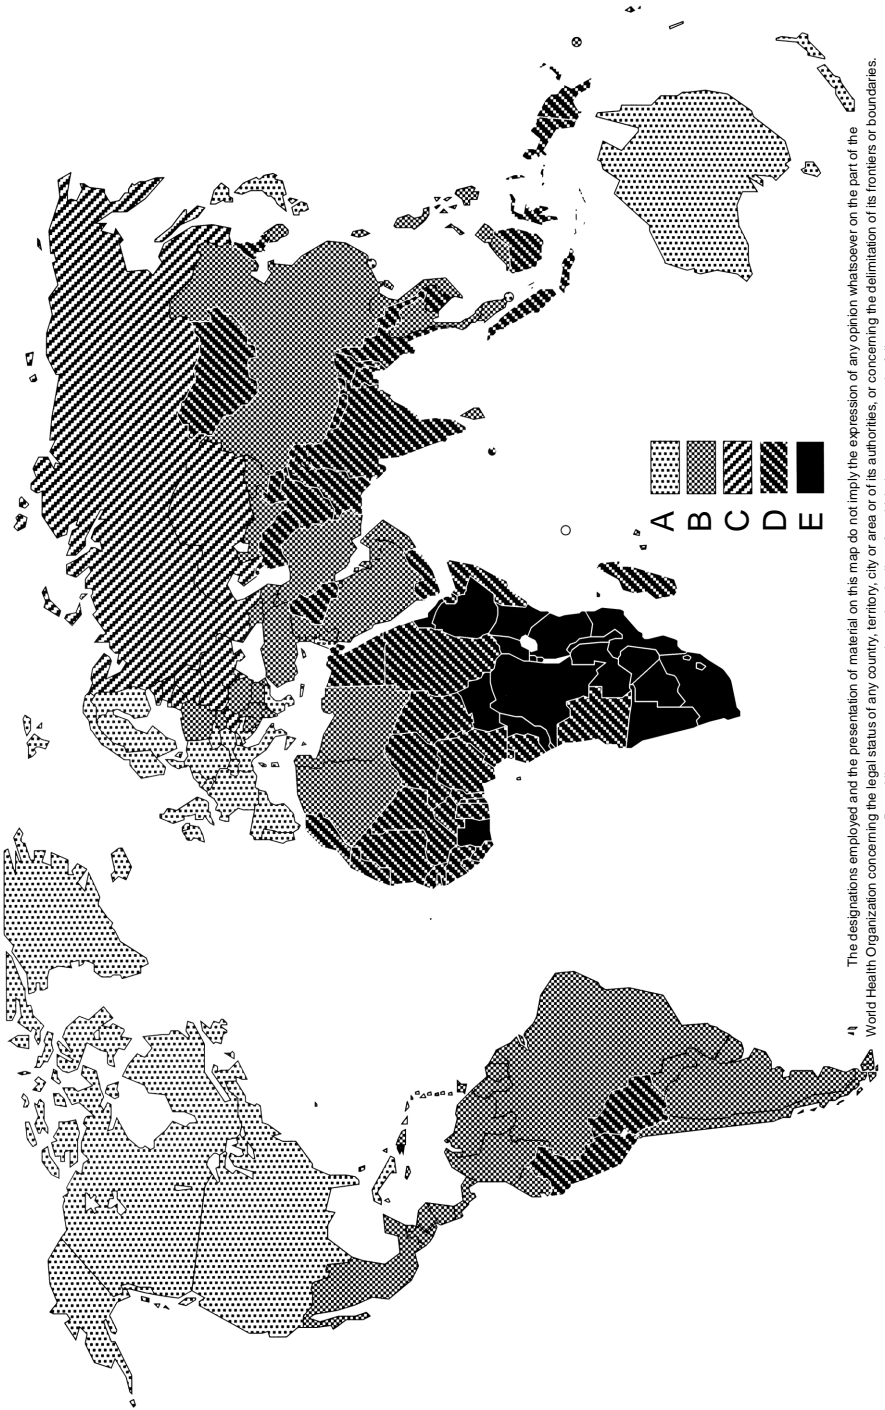 A
B
C
D
E
The designations employed and the presentation of material on this map do not imply the expression of any opinion whatsoever on the part of the
World Health Organization concerning the legal status of any country, territory, city or area or of its authorities, or concerning the delimitation of its frontiers or boundaries.